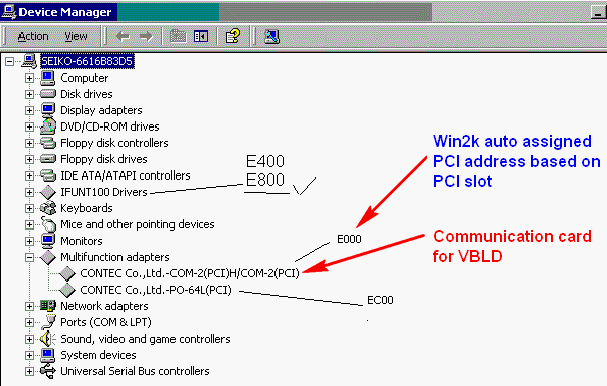 Device Manager
Action View
SEIKO-6616B83D5
Computer
Disk drives
Display adapters
DVD/CD-ROM drives
Floppy disk controllers
Floppy disk drives
IDE ATA/ATAPI controllers
IFUNT100 Drivers
Keyboards
Mice and other pointing devices
Monitors
Multifunction adapters
CONTEC Co.,Ltd.-COM-2(PCI)H/COM-2(PCI)
CONTEC Co.,Ltd.-PO-64L(PCI)
Network adapters
Ports (COM & LPT)
Sound, video and game controllers
System devices
Universal Serial Bus controllers
E400
E800
E000
EC00
Win2k auto assigned
PCI address based on
PCI slot
Communication card
for VBLD